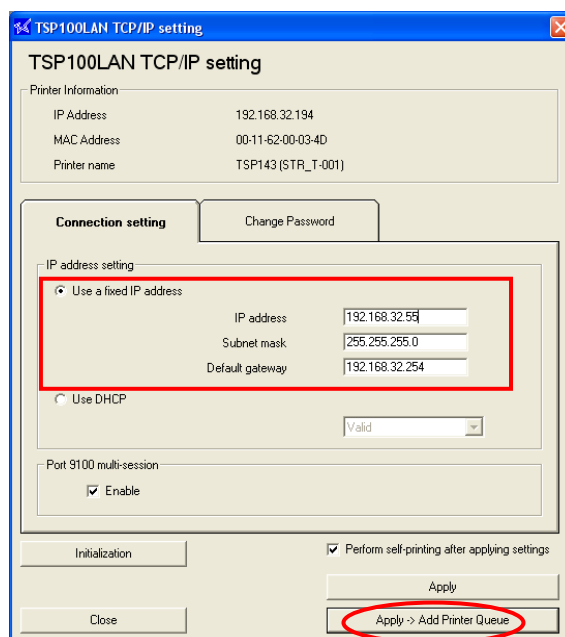 TSP100LAN TCP/IP setting
TSP100LAN TCP/IP setting
Printer Information
IP Address 192.168.32.194
MAC Address 00-11-62-00-03-4D
Printer name TSP143 (STR_T-001)
Connection setting Change Password
IP address setting
Use a fixed IP address
IP address 192.168.32.55
Subnet mask 255.255.255.0
Default gateway 192.168.32.254
Use DHCP
Valid
Port 9100 multi-session
Enable
Initialization Perform self-printing after applying settings
Apply
Close Apply -> Add Printer Queue